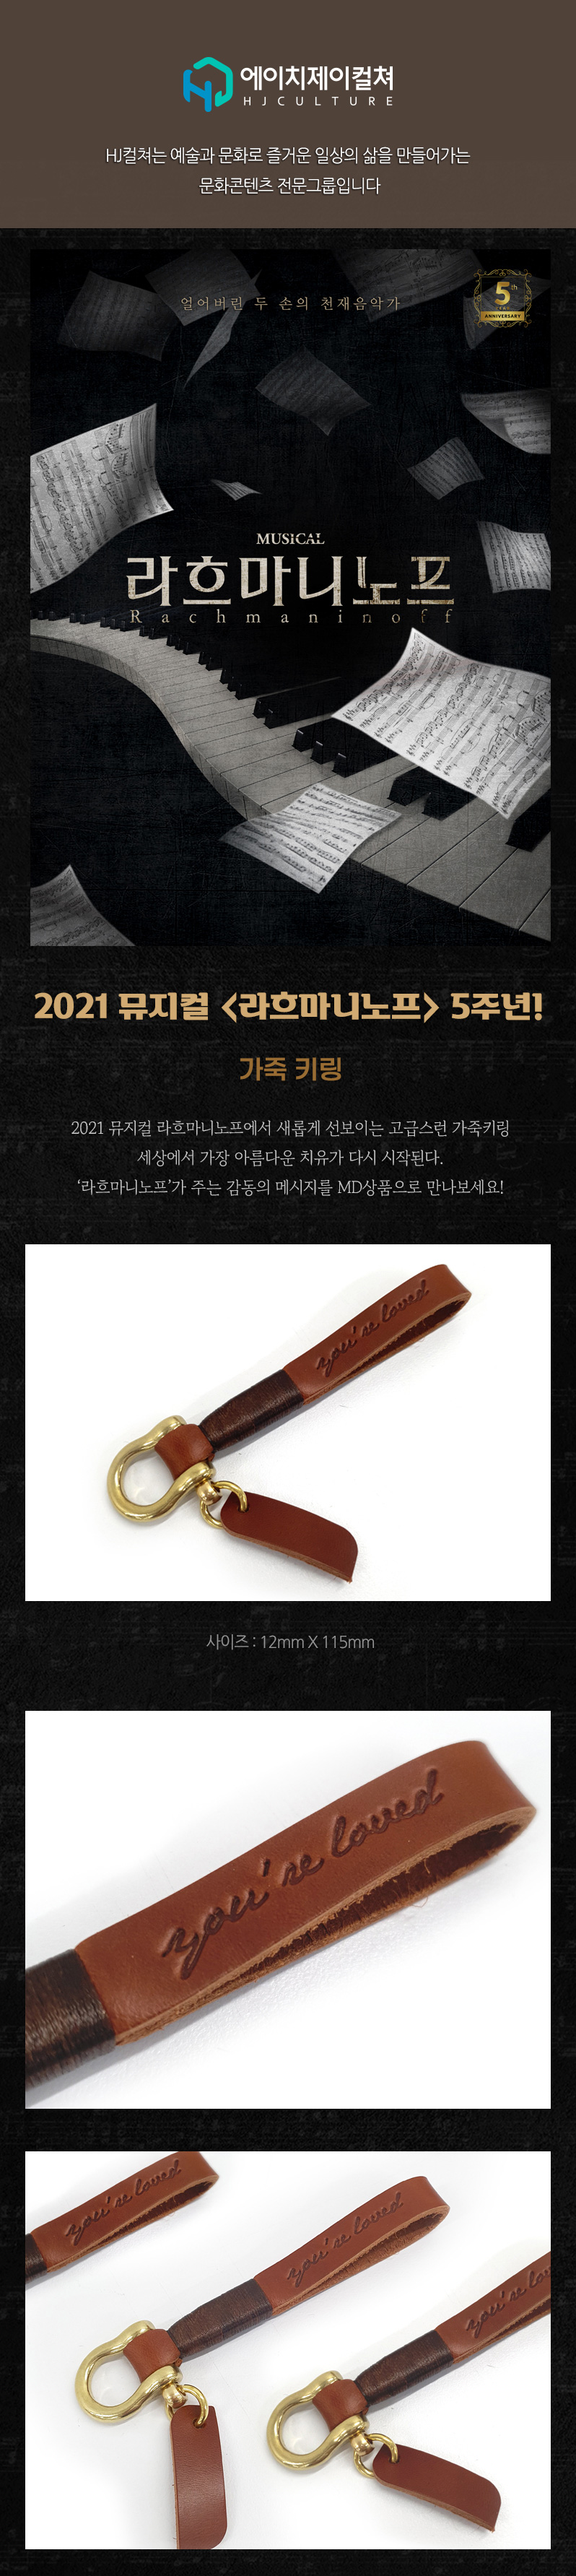 에이치제이컬쳐
HJCULTURE
HJ컬쳐는 예술과 문화로 즐거운 일상의 삶을 만들어가는
문화콘텐츠 전문그룹입니다
얼어버린 두 손의 천재음악가
5th
ANNIVERSARY
MUSICAL
라흐마니노프
Rachmaninoff
2021 뮤지컬 <라흐마니노프> 5주년!
가죽 키링
2021 뮤지컬 라흐마니노프에서 새롭게 선보이는 고급스런 가죽키링
세상에서 가장 아름다운 치유가 다시 시작된다.
‘라흐마니노프’가 주는 감동의 메시지를 MD상품으로 만나보세요!
you're loved
사이즈 : 12mm X 115mm
you're loved
you're loved
you're loved
you're lov